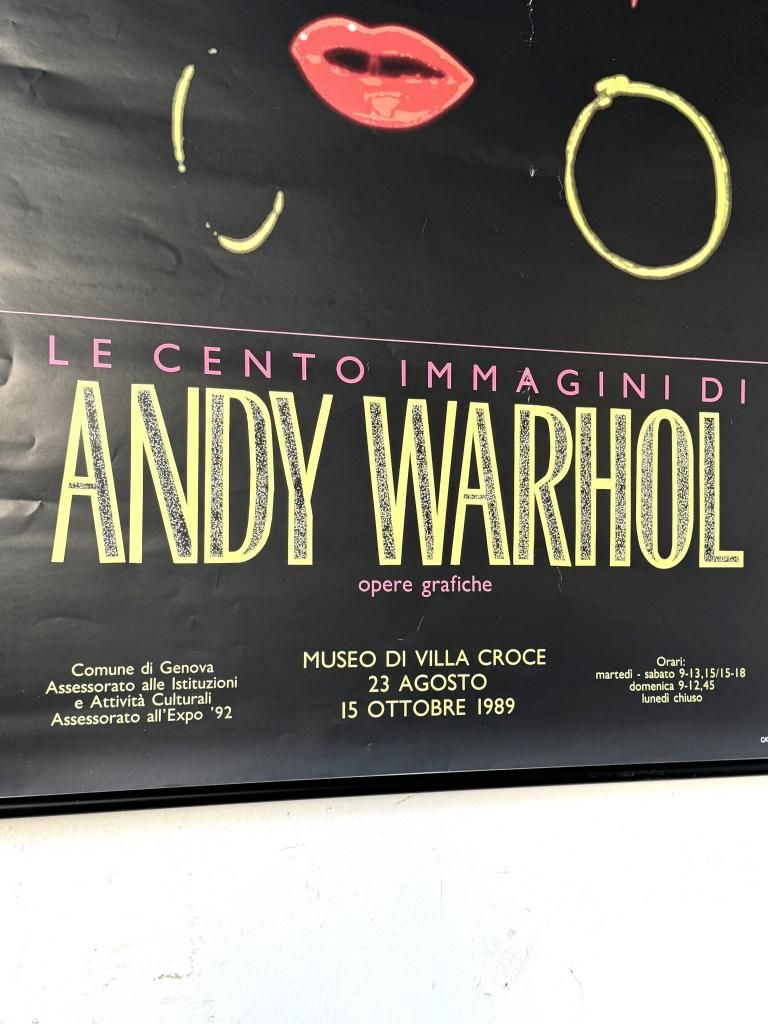 LE CENTO IMMAGINI DI
ANDY WARHOL
opere grafiche
Comune di Genova
Assessorato alle Istituzioni
e Attività Culturali
Assessorato all'Expo '92
MUSEO DI VILLA CROCE
23 AGOSTO
15 OTTOBRE 1989
Orari:
martedì - sabato 9-13,15/15-18
domenica 9-12,45
lunedì chiuso